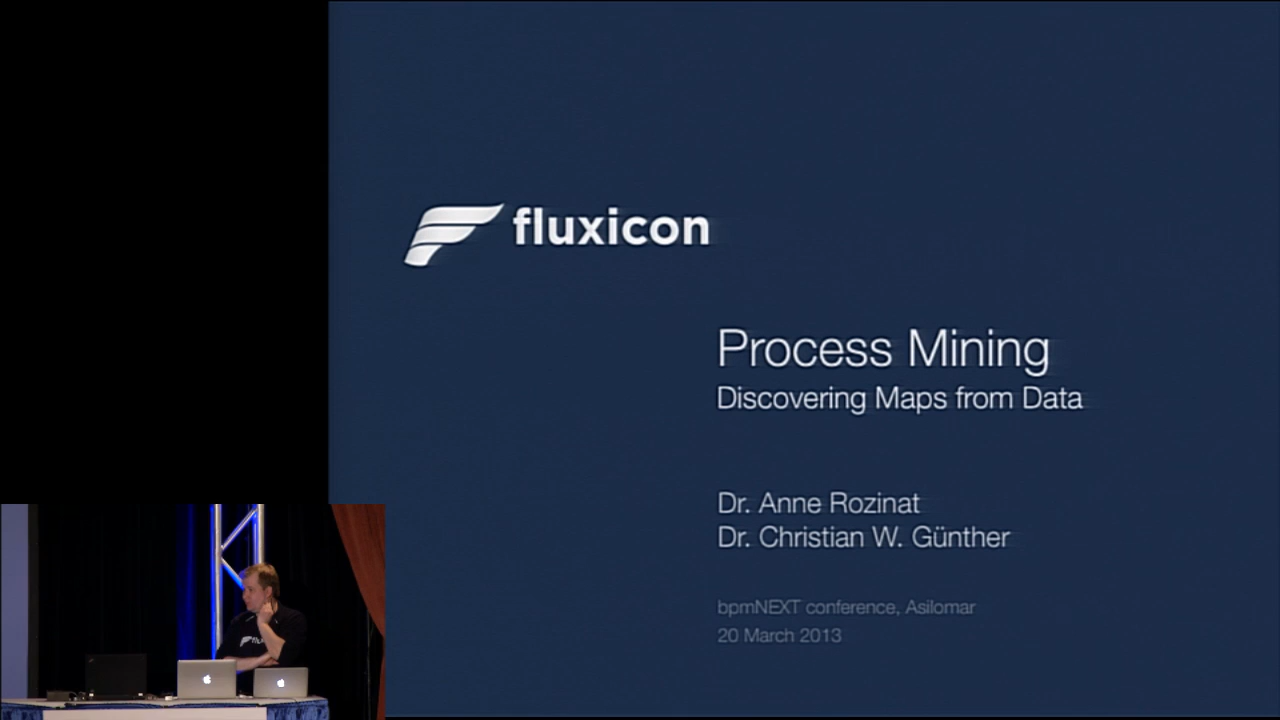 fluxicon
Process Mining
Discovering Maps from Data
Dr. Anne Rozinat
Dr. Christian W. Günther
bpmNEXT conference, Asilomar
20 March 2013